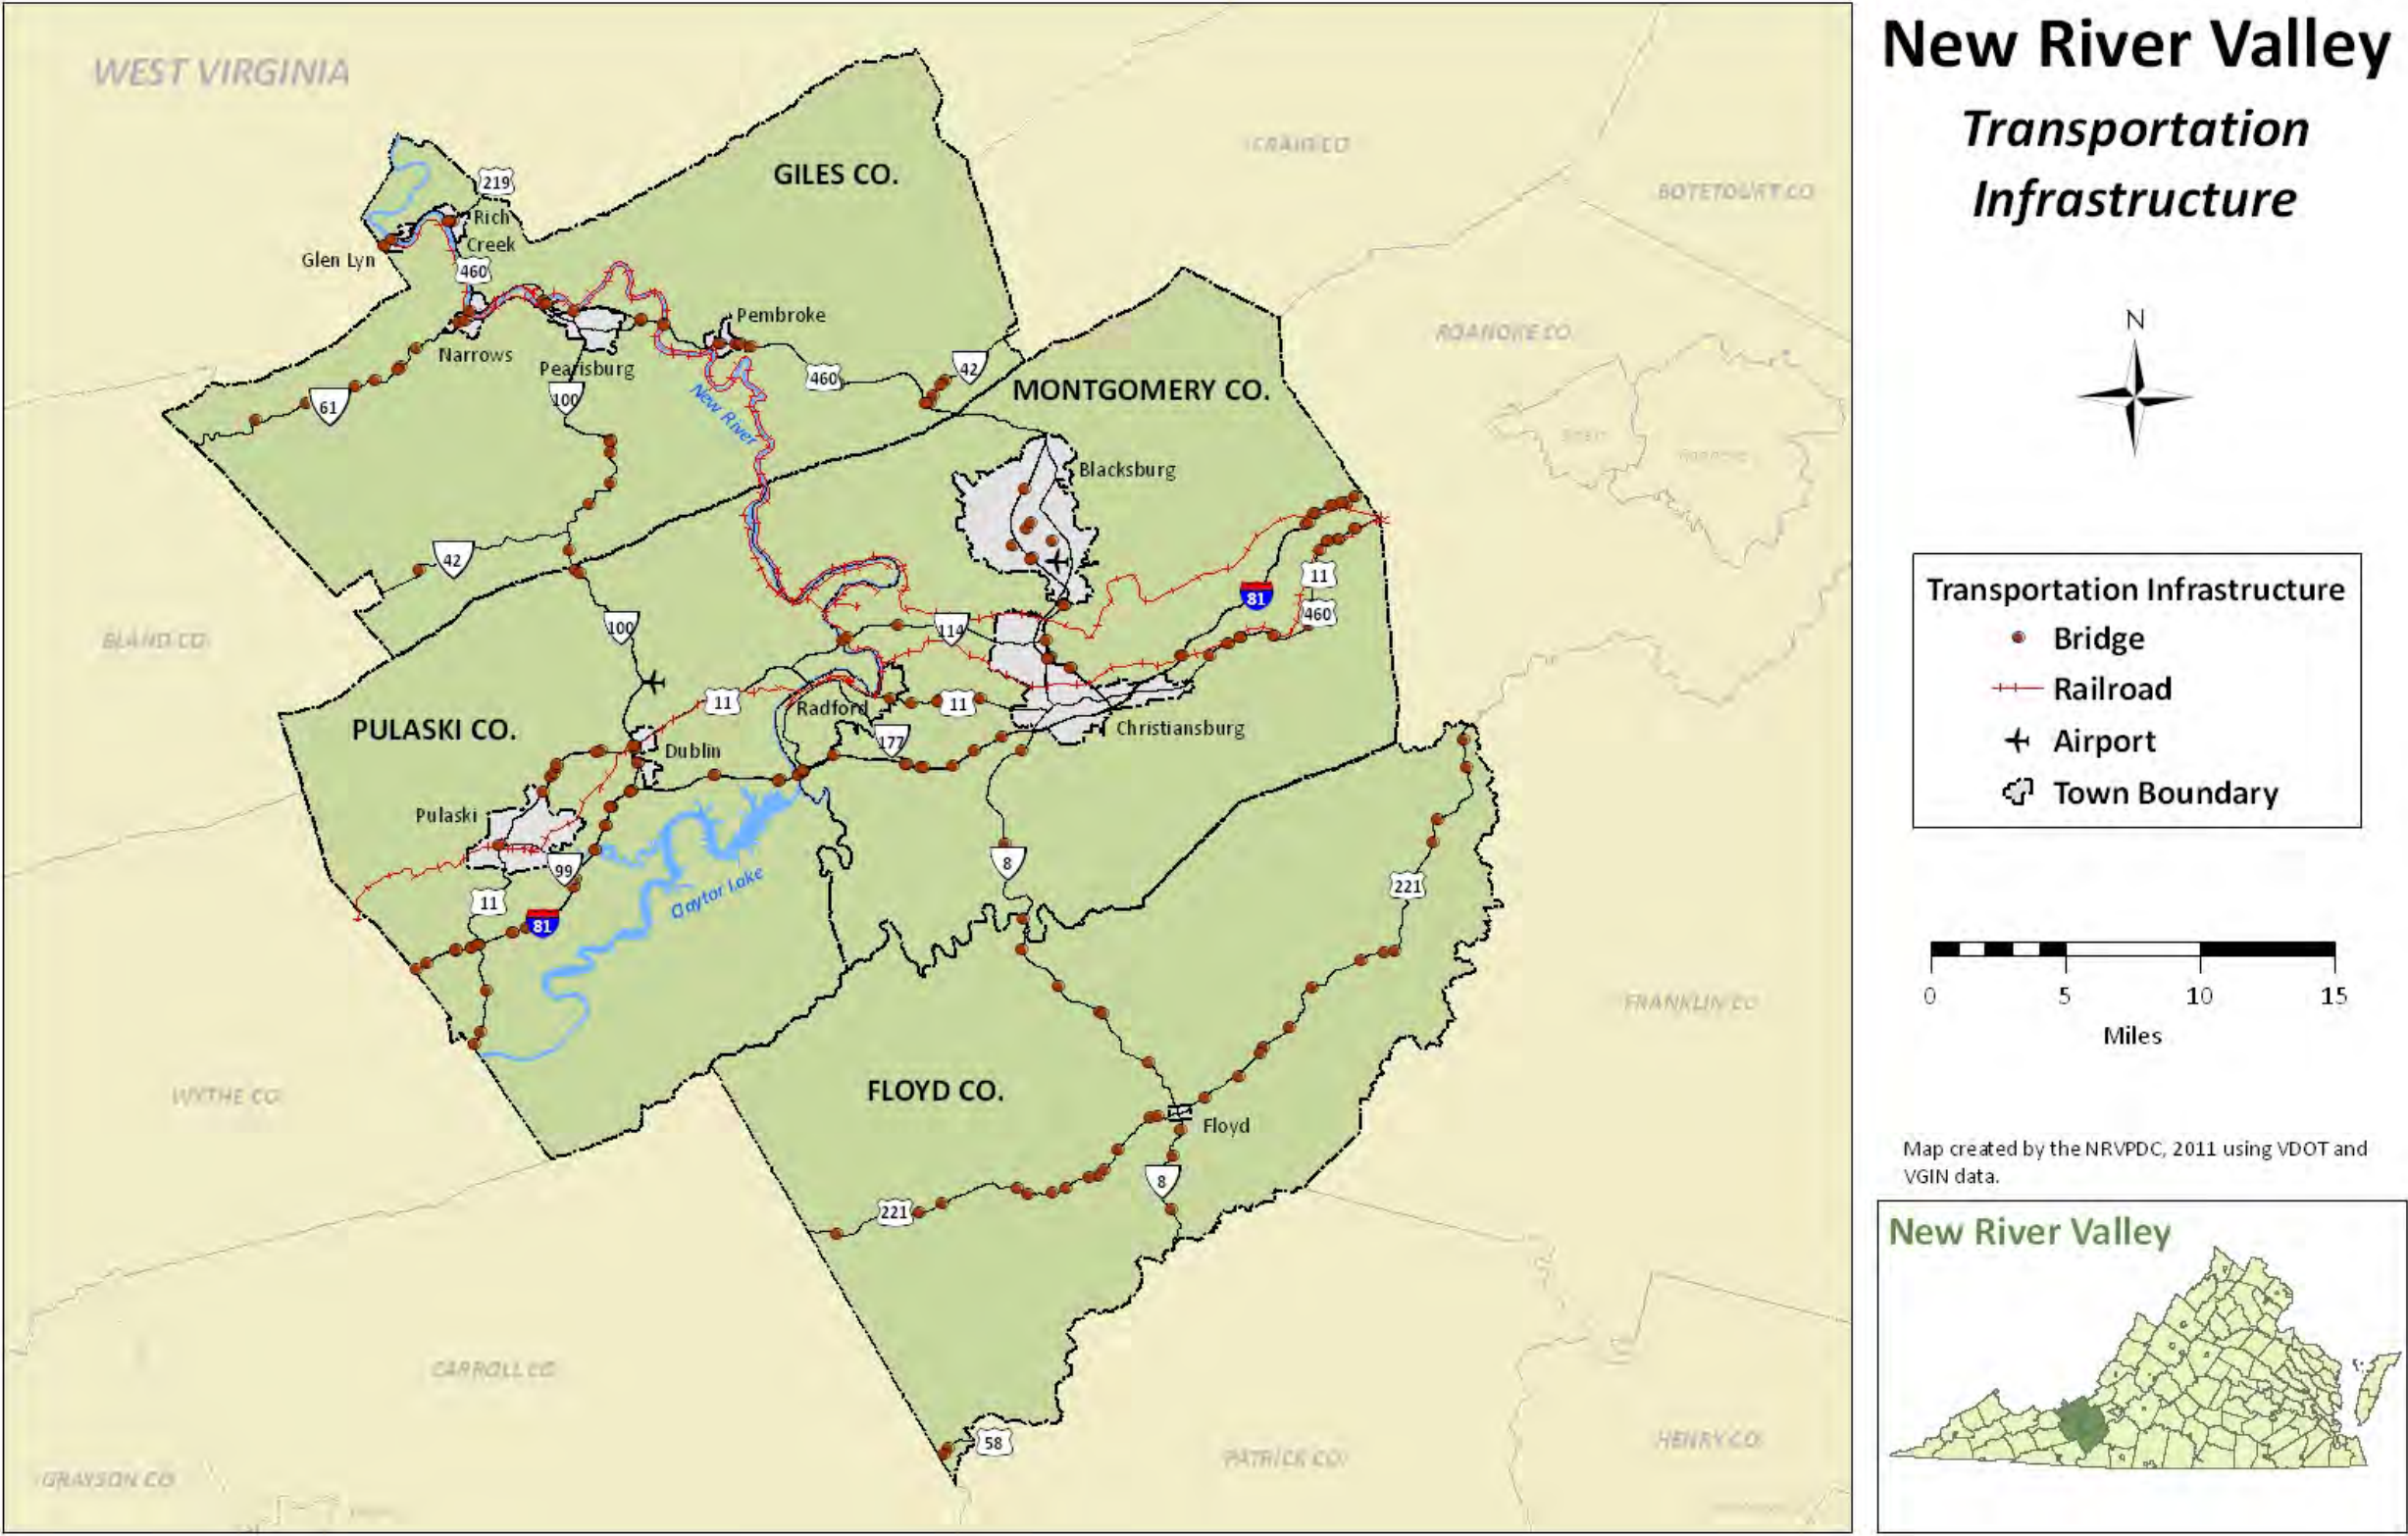 New River Valley
Transportation
Infrastructure
WEST VIRGINIA
GILES CO.
CRAIG CO.
BOTETOURT CO.
219
Rich
Creek
Glen Lyn
460
N
Pembroke
ROANOKE CO.
Narrows
Pearisburg
42
460
61
100
MONTGOMERY CO.
New River
Blacksburg
42
11
81
460
Transportation Infrastructure
Bridge
Railroad
Airport
Town Boundary
BLAND CO.
100
114
11
Radford
11
PULASKI CO.
177
Christiansburg
Dublin
Pulaski
99
8
11
Claytor Lake
221
81
0 5 10 15
Miles
FRANKLIN CO.
WYTHE CO.
FLOYD CO.
Floyd
Map created by the NRVPDC, 2011 using VDOT and
VGIN data.
8
221
New River Valley
CARROLL CO.
58
PATRICK CO.
HENRY CO.
GRAYSON CO.